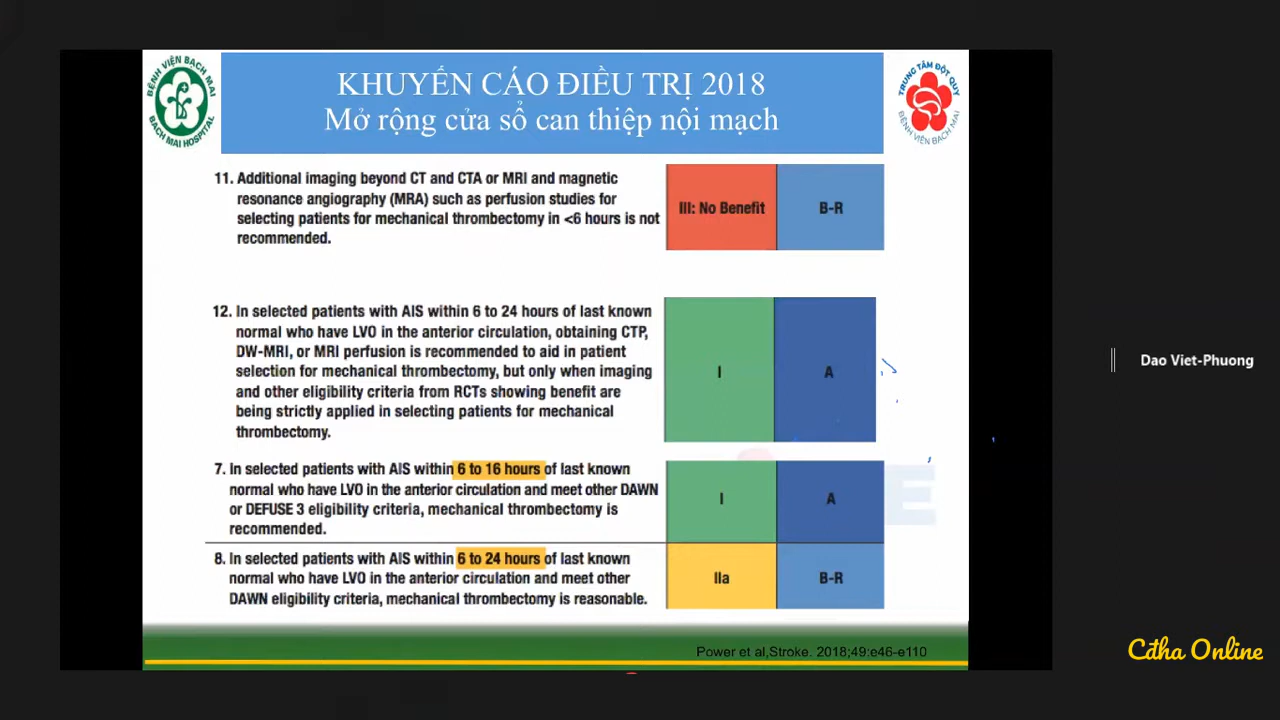 BỆNH VIỆN BẠCH MAI
BACH MAI HOSPITAL
KHUYẾN CÁO ĐIỀU TRỊ 2018
Mở rộng cửa sổ can thiệp nội mạch
TRUNG TÂM ĐỘT QUỴ
BỆNH VIỆN BẠCH MAI
11. Additional imaging beyond CT and CTA or MRI and magnetic
resonance angiography (MRA) such as perfusion studies for
selecting patients for mechanical thrombectomy in <6 hours is not
recommended.
III: No Benefit
B-R
12. In selected patients with AIS within 6 to 24 hours of last known
normal who have LVO in the anterior circulation, obtaining CTP,
DW-MRI, or MRI perfusion is recommended to aid in patient
selection for mechanical thrombectomy, but only when imaging
and other eligibility criteria from RCTs showing benefit are
being strictly applied in selecting patients for mechanical
thrombectomy.
I
A
7. In selected patients with AIS within 6 to 16 hours of last known
normal who have LVO in the anterior circulation and meet other DAWN
or DEFUSE 3 eligibility criteria, mechanical thrombectomy is
recommended.
I
A
8. In selected patients with AIS within 6 to 24 hours of last known
normal who have LVO in the anterior circulation and meet other
DAWN eligibility criteria, mechanical thrombectomy is reasonable.
IIa
B-R
Power et al,Stroke. 2018;49:e46-e110
Dao Viet-Phuong
Cđha Online